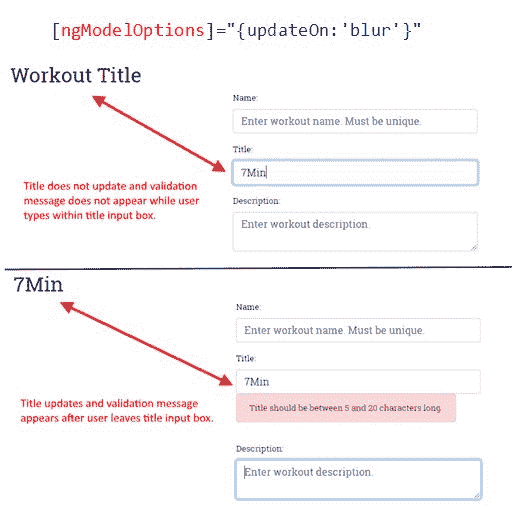 [ngModelOptions]="{updateOn:'blur'}"
Workout Title
Name:
Enter workout name. Must be unique.
Title:
7Min
Title does not update and validation
message does not appear while user
types within title input box.
Description:
Enter workout description.
7Min
Name:
Enter workout name. Must be unique.
Title:
7Min
Title updates and validation message
appears after user leaves title input box.
Title should be between 5 and 20 characters long.
Description:
Enter workout description.